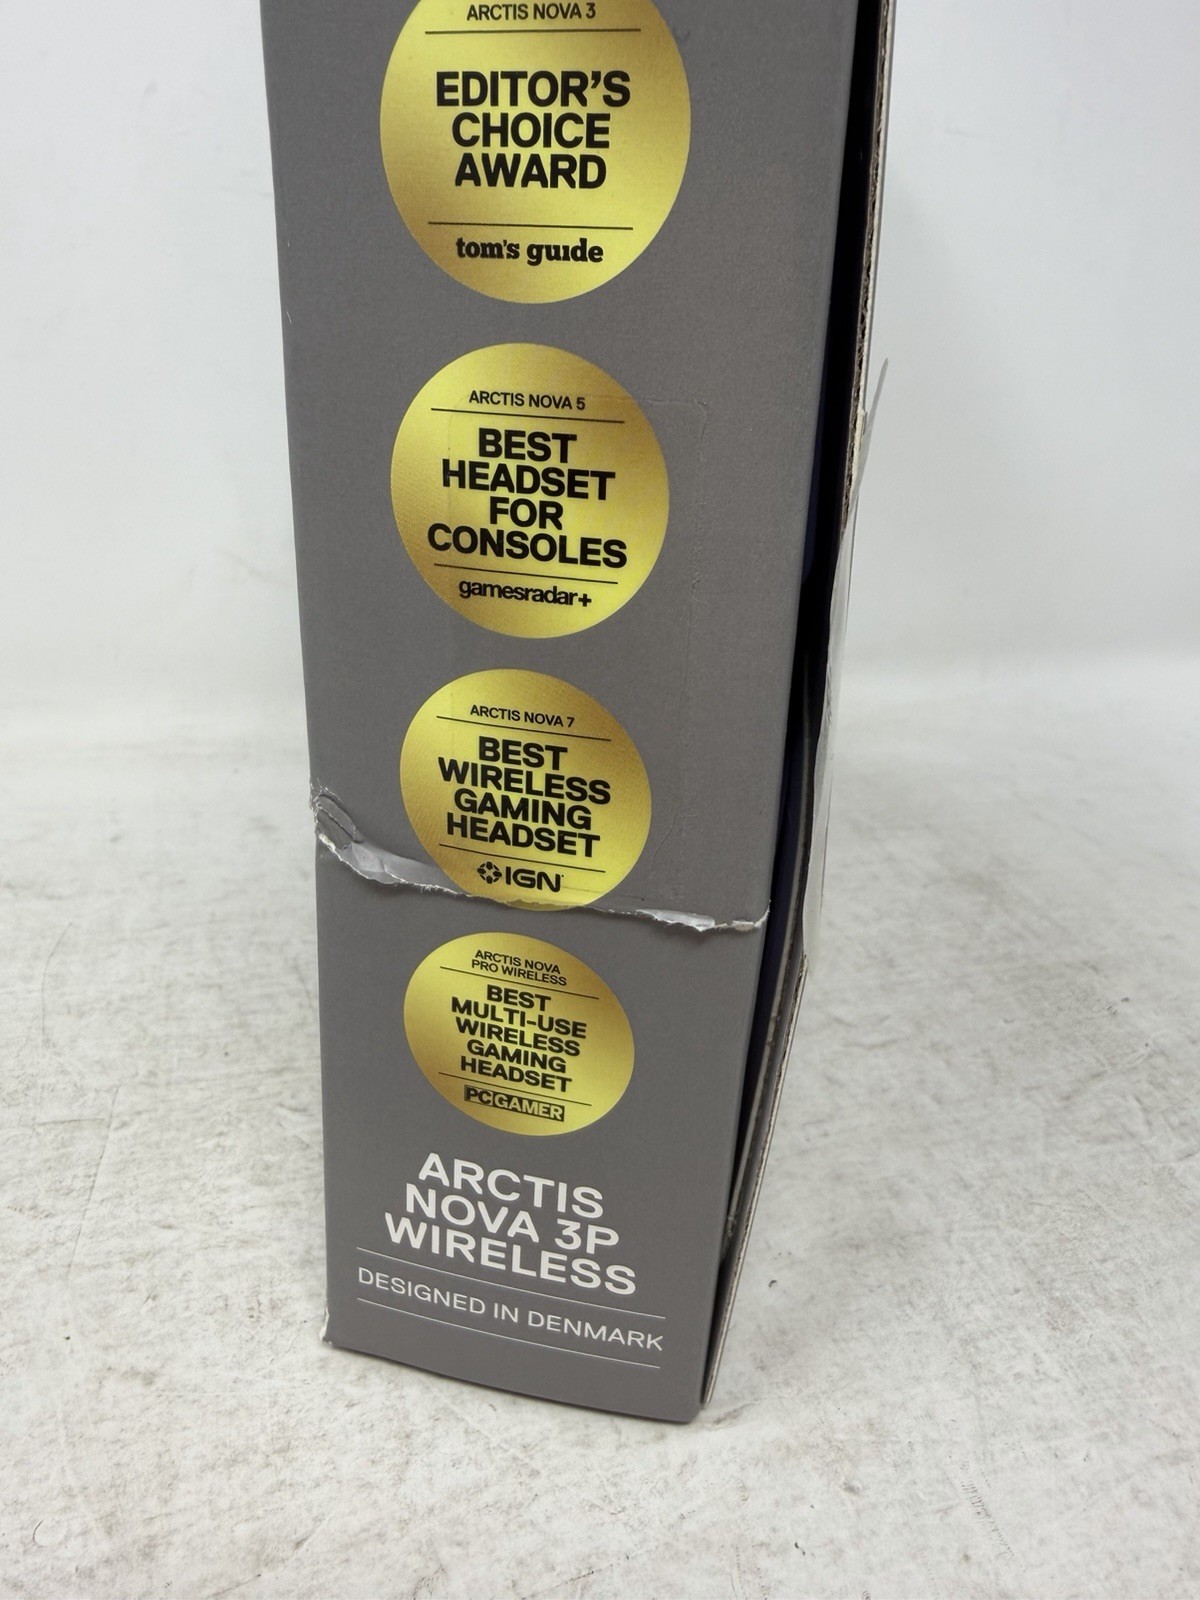 ARCTIS NOVA 3
EDITOR'S
CHOICE
AWARD
tom's guide
ARCTIS NOVA 5
BEST
HEADSET
FOR
CONSOLES
gamesradar+
ARCTIS NOVA 7
BEST
WIRELESS
GAMING
HEADSET
IGN
ARCTIS NOVA
PRO WIRELESS
BEST
MULTI-USE
WIRELESS
GAMING
HEADSET
PC GAMER
ARCTIS
NOVA 3P
WIRELESS
DESIGNED IN DENMARK